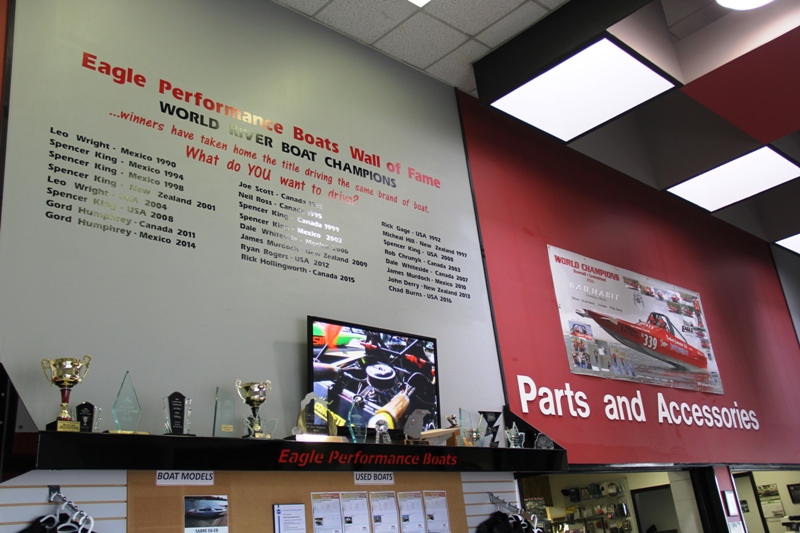 Eagle Performance Boats Wall of Fame
WORLD RIVER BOAT CHAMPIONS
...winners have taken home the title driving the same brand of boat.
What do YOU want to drive?
Leo Wright - Mexico 1990
Spencer King - Mexico 1994
Spencer King - Mexico 1998
Spencer King - New Zealand 2001
Leo Wright - USA 2004
Spencer King - USA 2008
Gord Humphrey - Canada 2011
Gord Humphrey - Mexico 2014
Joe Scott - Canada
Neil Ross - Canada 1995
Spencer King - Canada 1999
Spencer King - Mexico 2002
Dale Whiteside - Mexico 2006
James Murdoch - New Zealand 2009
Ryan Rogers - USA 2012
Rick Hollingworth - Canada 2015
Rick Gage - USA 1992
Micheal Hill - New Zealand 1997
Spencer King - USA 2000
Rob Chrunyk - Canada 2003
Dale Whiteside - Canada 2007
James Murdoch - Mexico 2010
John Derry - New Zealand 2013
Chad Burns - USA 2016
WORLD CHAMPIONS
BAD HABIT
339
Parts and Accessories
Eagle Performance Boats
BOAT MODELS
USED BOATS